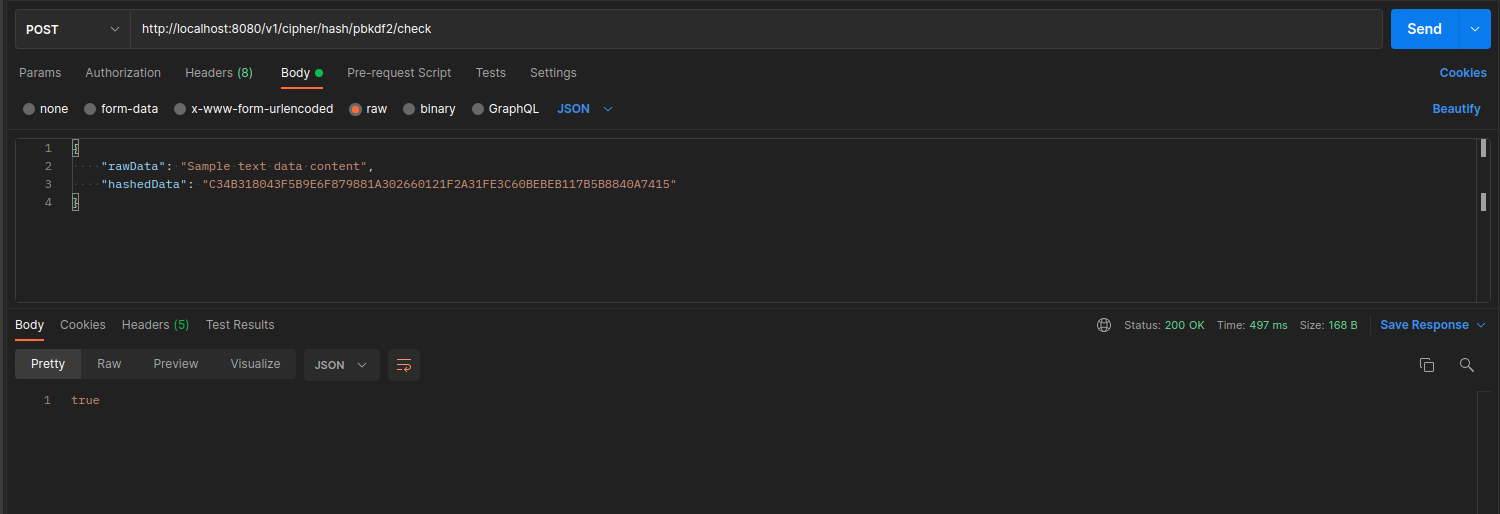 POST http://localhost:8080/v1/cipher/hash/pbkdf2/check Send
Params Authorization Headers (8) Body Pre-request Script Tests Settings Cookies
none form-data x-www-form-urlencoded raw binary GraphQL JSON Beautify
1 {
2 "rawData": "Sample text data content",
3 "hashedData": "C34B318043F5B9E6F879881A302660121F2A31FE3C60BEBEB117B5B8840A7415"
4 }
Body Cookies Headers (5) Test Results Status: 200 OK Time: 497 ms Size: 168 B Save Response
Pretty Raw Preview Visualize JSON
1 true